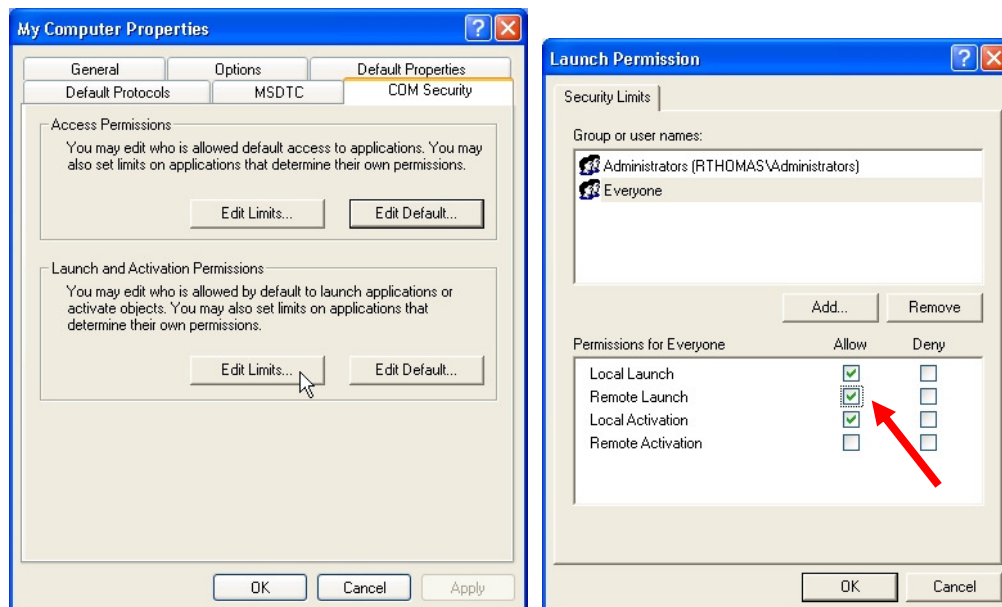 My Computer Properties
General Options Default Properties
Default Protocols MSDTC COM Security
Access Permissions
You may edit who is allowed default access to applications. You may
also set limits on applications that determine their own permissions.
Edit Limits... Edit Default...
Launch and Activation Permissions
You may edit who is allowed by default to launch applications or
activate objects. You may also set limits on applications that
determine their own permissions.
Edit Limits... Edit Default...
OK Cancel Apply
Launch Permission
Security Limits
Group or user names:
Administrators (RTHOMAS\Administrators)
Everyone
Add... Remove
Permissions for Everyone Allow Deny
Local Launch
Remote Launch
Local Activation
Remote Activation
OK Cancel